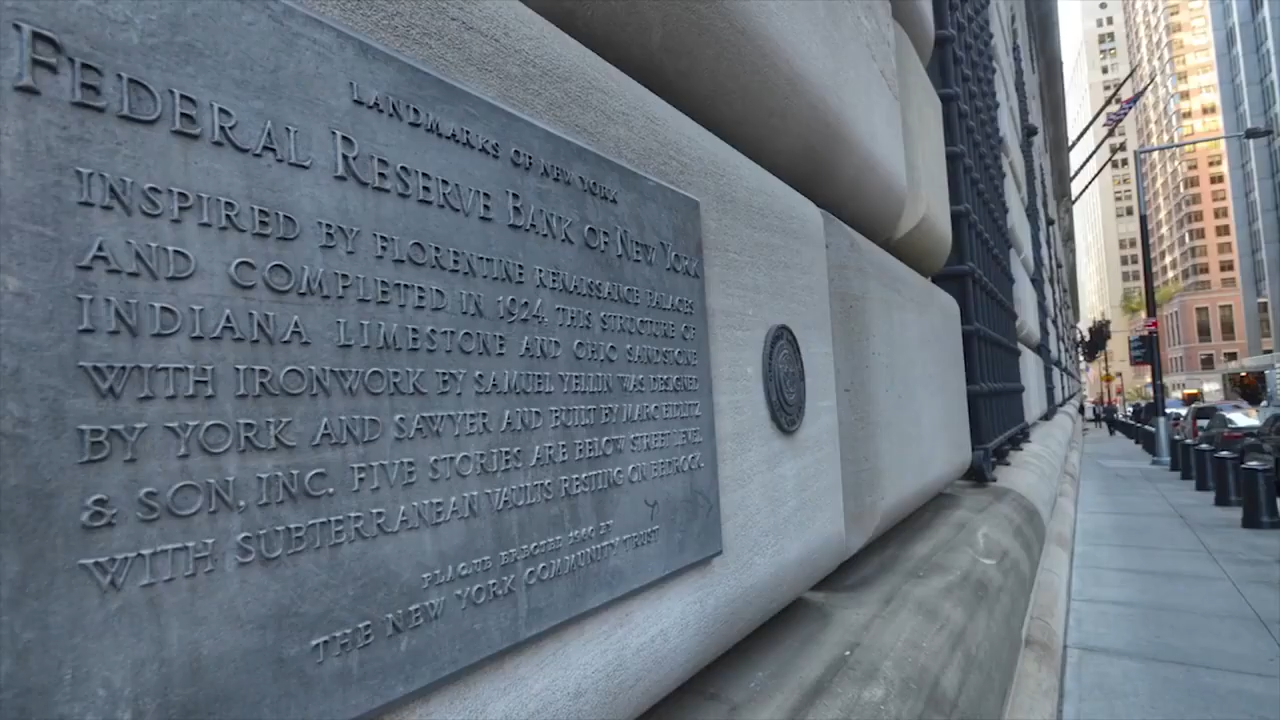 LANDMARKS OF NEW YORK
FEDERAL RESERVE BANK OF NEW YORK
INSPIRED BY FLORENTINE RENAISSANCE PALACES
AND COMPLETED IN 1924, THIS STRUCTURE OF
INDIANA LIMESTONE AND OHIO SANDSTONE
WITH IRONWORK BY SAMUEL YELLIN WAS DESIGNED
BY YORK AND SAWYER AND BUILT BY MARC EIDLITZ
& SON, INC. FIVE STORIES ARE BELOW STREET LEVEL
WITH SUBTERRANEAN VAULTS RESTING ON BEDROCK.
PLAQUE ERECTED 1960 BY
THE NEW YORK COMMUNITY TRUST